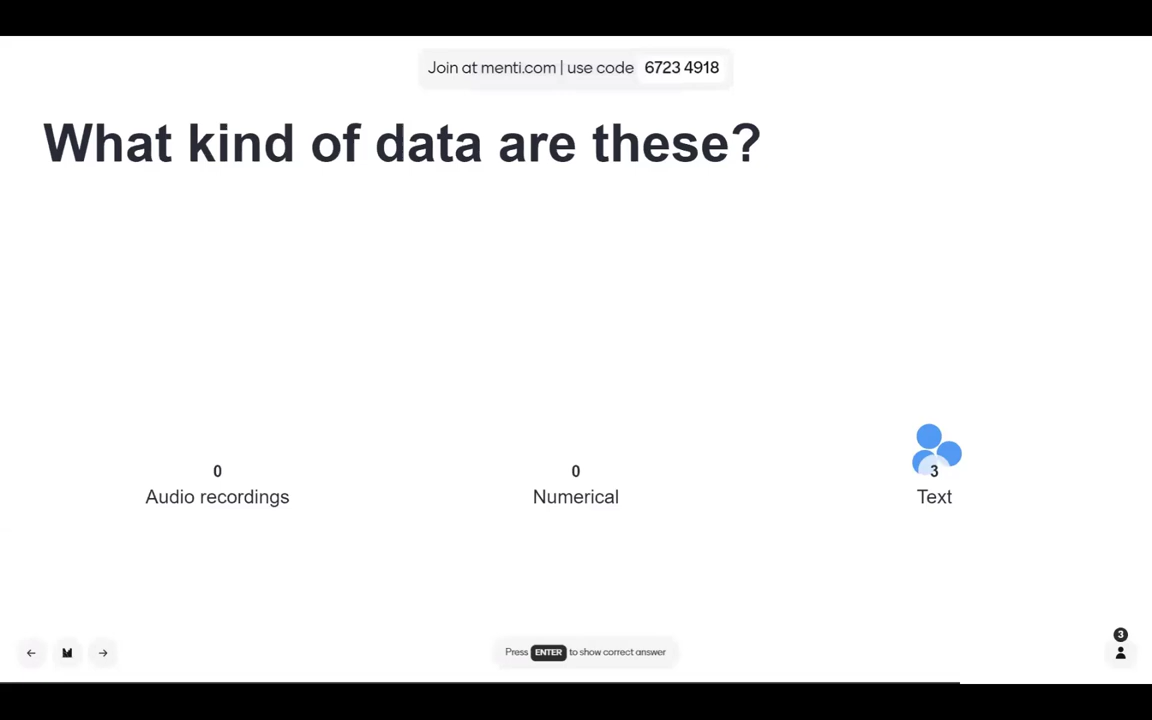 Join at menti.com | use code 6723 4918
What kind of data are these?
0
Audio recordings
0
Numerical
3
Text
Press ENTER to show correct answer
3